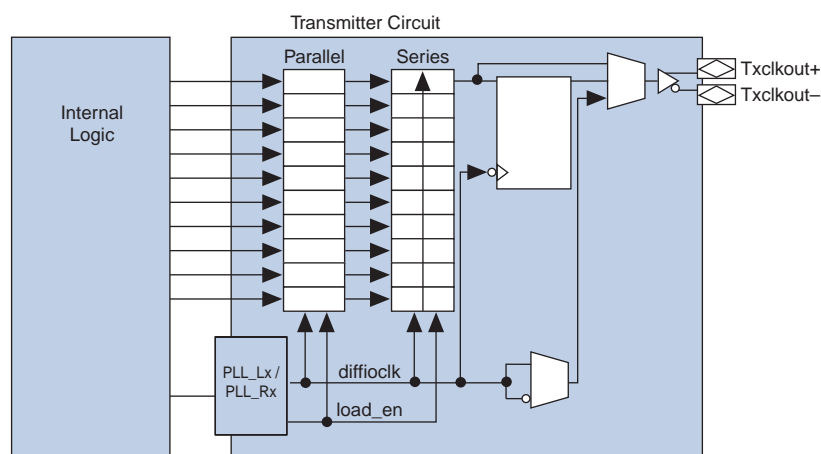 Transmitter Circuit
Parallel
Series
Txclkout+
Txclkout–
Internal
Logic
PLL_Lx /
PLL_Rx
diffioclk
load_en